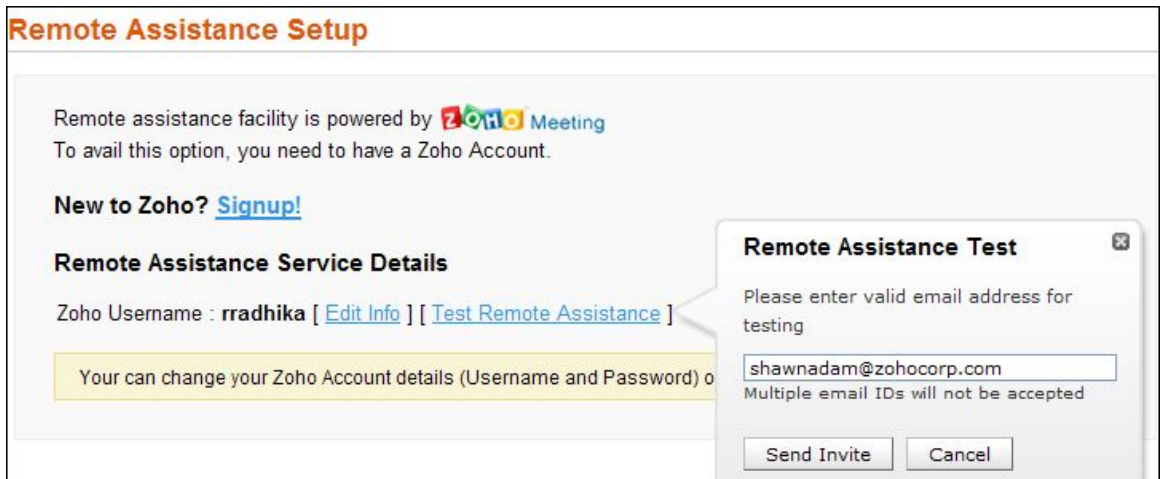 Remote Assistance Setup
Remote assistance facility is powered by ZOHO Meeting
To avail this option, you need to have a Zoho Account.
New to Zoho? Signup!
Remote Assistance Service Details
Zoho Username : rradhika [ Edit Info ] [ Test Remote Assistance ]
Your can change your Zoho Account details (Username and Password) o
Remote Assistance Test
Please enter valid email address for
testing
shawnadam@zohocorp.com
Multiple email IDs will not be accepted
Send Invite Cancel